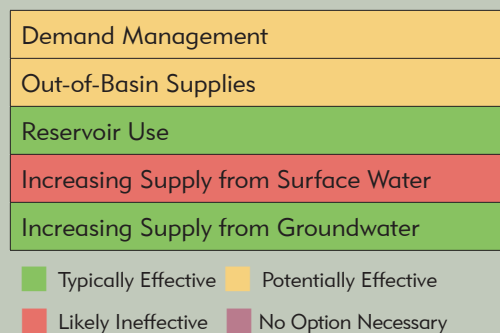 Demand Management
Out-of-Basin Supplies
Reservoir Use
Increasing Supply from Surface Water
Increasing Supply from Groundwater
Typically Effective Potentially Effective
Likely Ineffective No Option Necessary